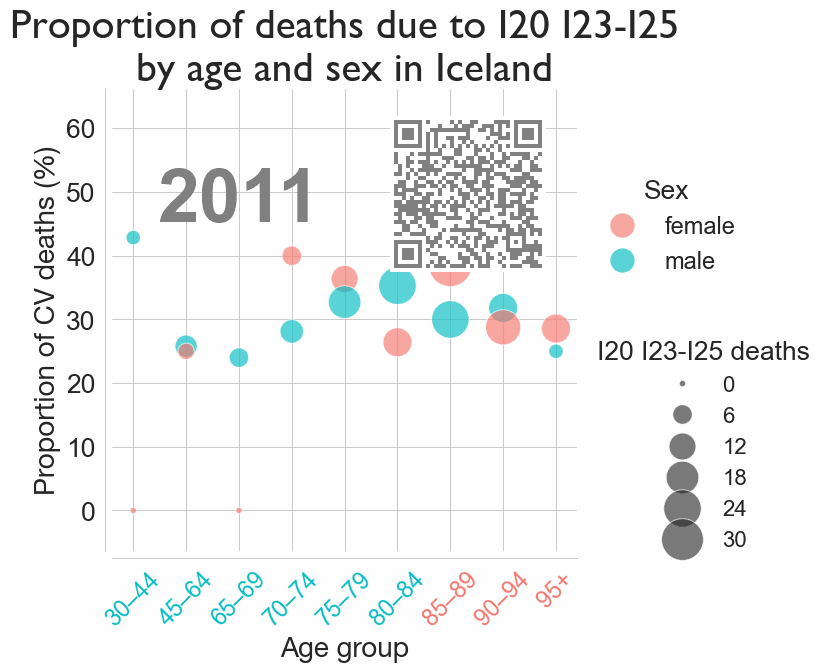 Proportion of deaths due to I20 I23-I25
by age and sex in Iceland
2011
Proportion of CV deaths (%)
60
50
40
30
20
10
0
30–44
45–64
65–69
70–74
75–79
80–84
85–89
90–94
95+
Age group
Sex
female
male
I20 I23-I25 deaths
0
6
12
18
24
30